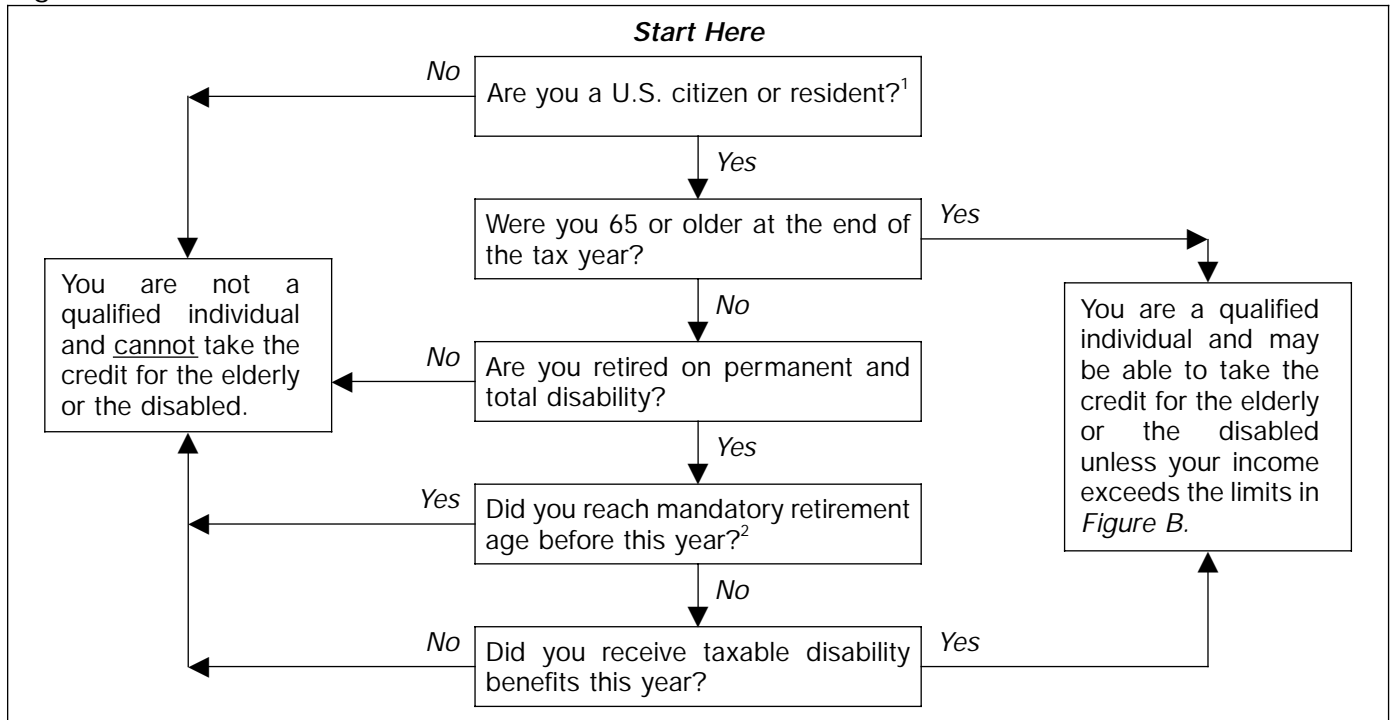 Start Here
No
Are you a U.S. citizen or resident?1
Yes
Were you 65 or older at the end of
the tax year?
Yes
No
You are not a
qualified individual
and cannot take the
credit for the elderly
or the disabled.
You are a qualified
individual and may
be able to take the
credit for the elderly
or the disabled
unless your income
exceeds the limits in
Figure B.
No
Are you retired on permanent and
total disability?
Yes
Yes
Did you reach mandatory retirement
age before this year?2
No
No
Did you receive taxable disability
benefits this year?
Yes